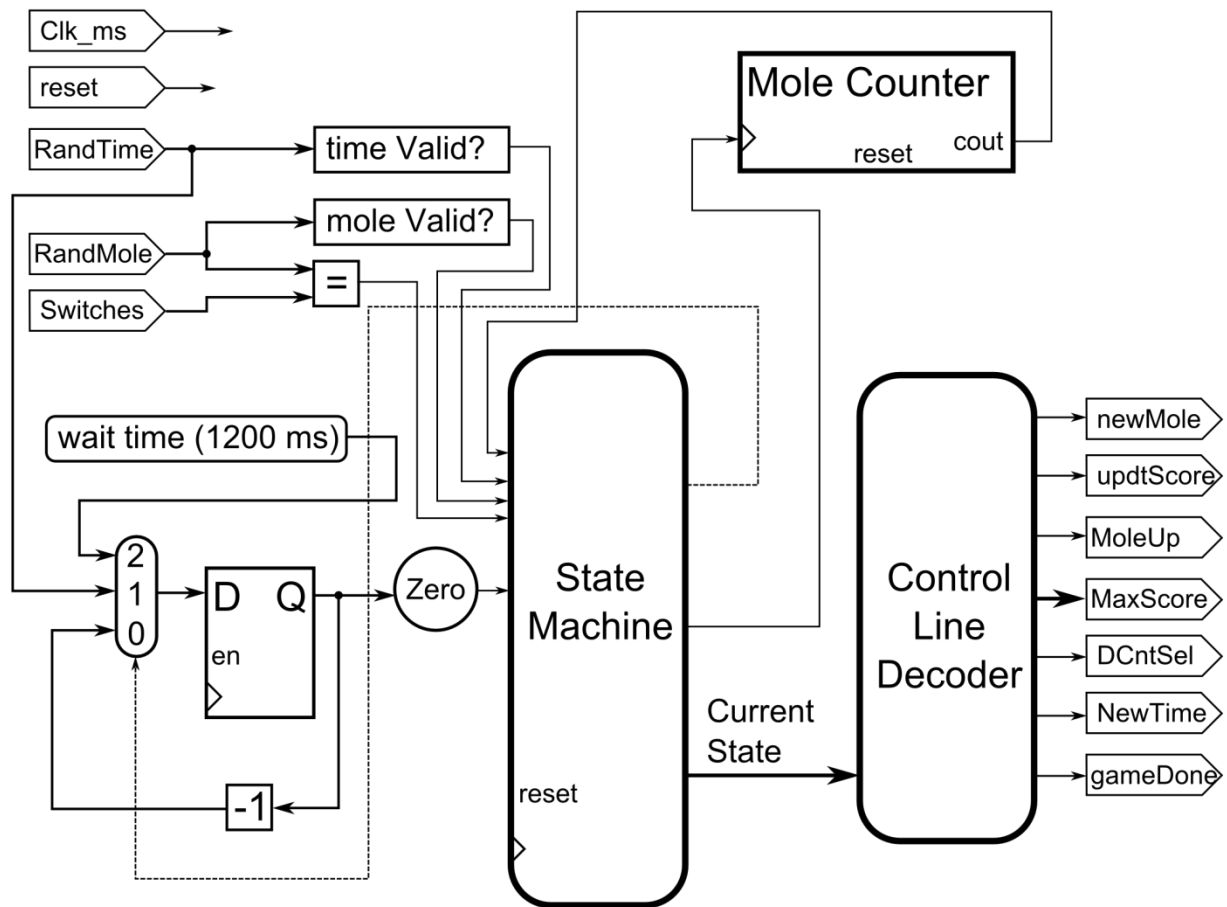 Clk_ms
reset
RandTime
RandMole
Switches
time Valid?
mole Valid?
=
Mole Counter
reset
cout
wait time (1200 ms)
2
1
0
D Q
en
Zero
-1
State
Machine
reset
Current
State
Control
Line
Decoder
newMole
updtScore
MoleUp
MaxScore
DCntSel
NewTime
gameDone